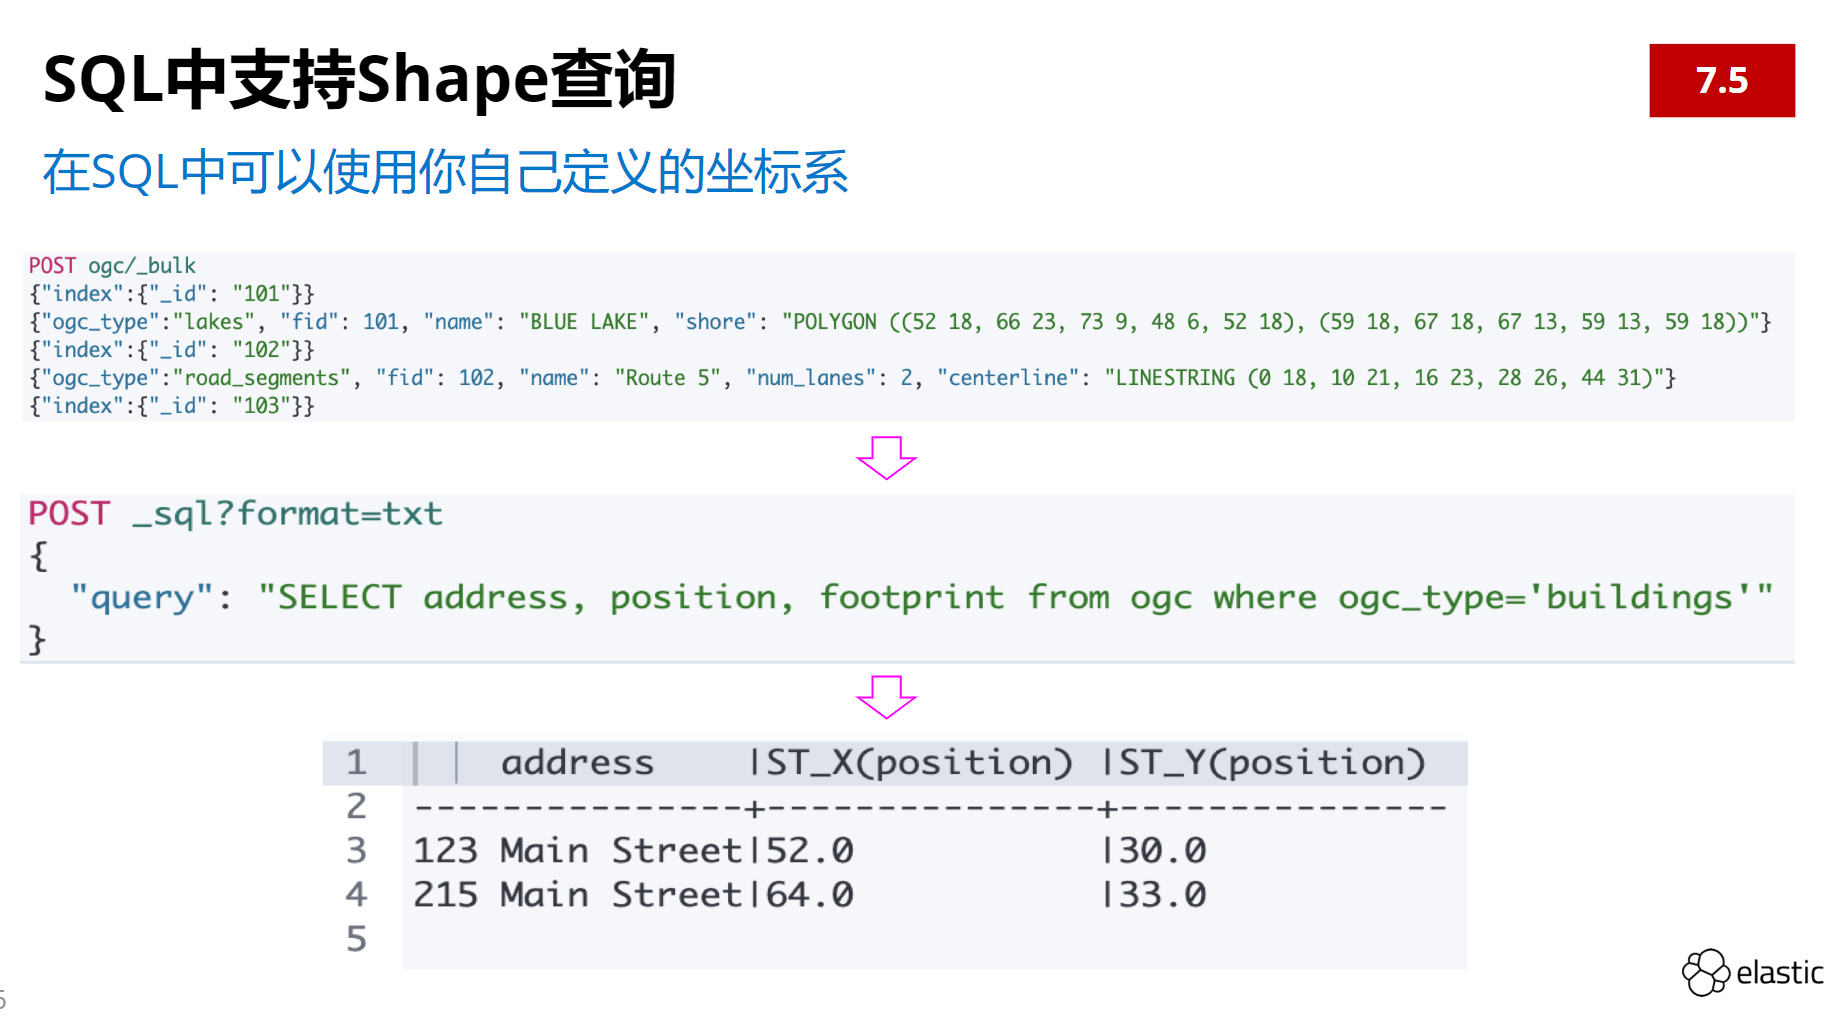 SQL中支持Shape查询
7.5
在SQL中可以使用你自己定义的坐标系
POST ogc/_bulk
{"index":{"_id": "101"}}
{"ogc_type":"lakes", "fid": 101, "name": "BLUE LAKE", "shore": "POLYGON ((52 18, 66 23, 73 9, 48 6, 52 18), (59 18, 67 18, 67 13, 59 13, 59 18))"}
{"index":{"_id": "102"}}
{"ogc_type":"road_segments", "fid": 102, "name": "Route 5", "num_lanes": 2, "centerline": "LINESTRING (0 18, 10 21, 16 23, 28 26, 44 31)"}
{"index":{"_id": "103"}}
POST _sql?format=txt
{
"query": "SELECT address, position, footprint from ogc where ogc_type='buildings'"
}
1 address |ST_X(position) |ST_Y(position)
2 ---------------+---------------+---------------
3 123 Main Street|52.0 |30.0
4 215 Main Street|64.0 |33.0
5
elastic